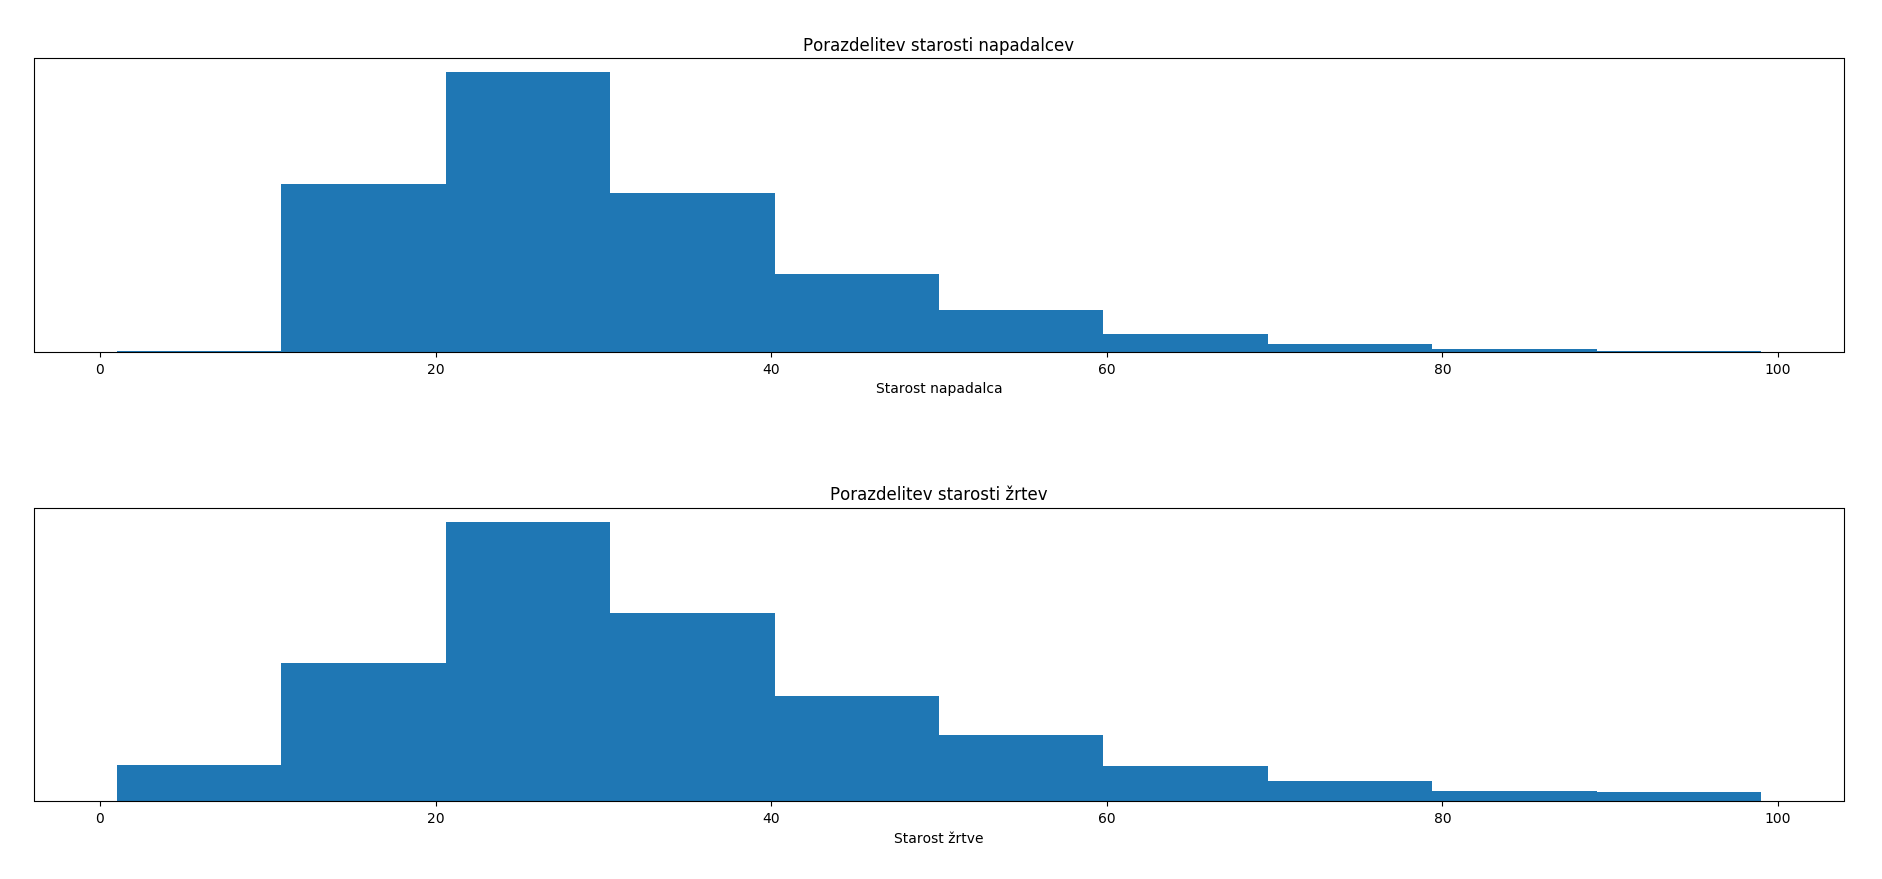 Porazdelitev starosti napadalcev
0 20 40 60 80 100
Starost napadalca
Porazdelitev starosti žrtev
0 20 40 60 80 100
Starost žrtve